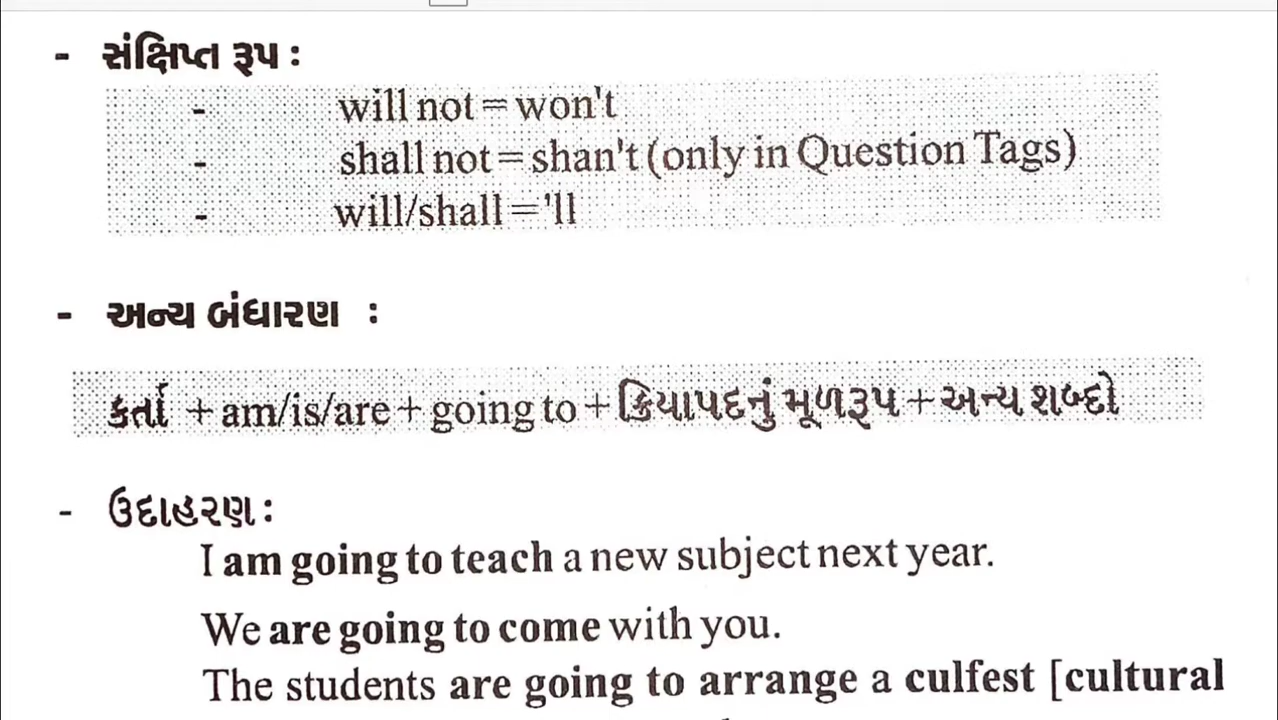 - સંક્ષિપ્ત રૂપ :
- will not = won't
- shall not = shan't (only in Question Tags)
- will/shall = 'll
- અન્ય બંધારણ :
કર્તા + am/is/are + going to + ક્રિયાપદનું મૂળરૂપ + અન્ય શબ્દો
- ઉદાહરણ :
I am going to teach a new subject next year.
We are going to come with you.
The students are going to arrange a culfest [cultural